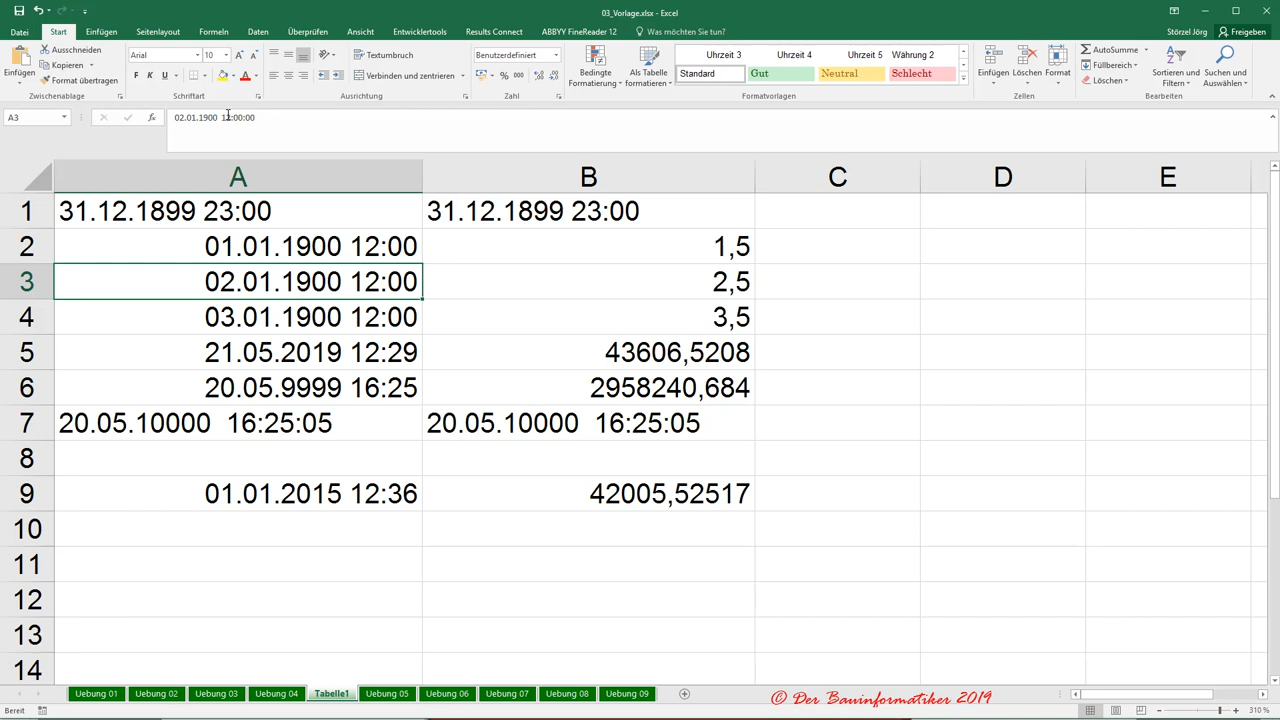 03_Vorlage.xlsx - Excel
Störzel Jörg Freigeben
Datei Start Einfügen Seitenlayout Formeln Daten Überprüfen Ansicht Entwicklertools Results Connect ABBYY FineReader 12 Was möchten Sie tun?
Einfügen
Ausschneiden
Kopieren
Format übertragen
Zwischenablage
Arial 10
F K U
Schriftart
Textumbruch
Verbinden und zentrieren
Ausrichtung
Benutzerdefiniert
% 000
Zahl
Bedingte Formatierung
Als Tabelle formatieren
Uhrzeit 3 Uhrzeit 4 Uhrzeit 5 Währung 2
Standard Gut Neutral Schlecht
Formatvorlagen
Einfügen Löschen Format
Zellen
AutoSumme
Füllbereich
Löschen
Sortieren und Filtern
Suchen und Auswählen
Bearbeiten
A3 fx 02.01.1900 12:00:00
A B C D E
1 31.12.1899 23:00 31.12.1899 23:00
2 01.01.1900 12:00 1,5
3 02.01.1900 12:00 2,5
4 03.01.1900 12:00 3,5
5 21.05.2019 12:29 43606,5208
6 20.05.9999 16:25 2958240,684
7 20.05.10000 16:25:05 20.05.10000 16:25:05
8
9 01.01.2015 12:36 42005,52517
10
11
12
13
14
Uebung 01 Uebung 02 Uebung 03 Uebung 04 Tabelle1 Uebung 05 Uebung 06 Uebung 07 Uebung 08 Uebung 09
© Der Bauinformatiker 2019
Bereit 310 %